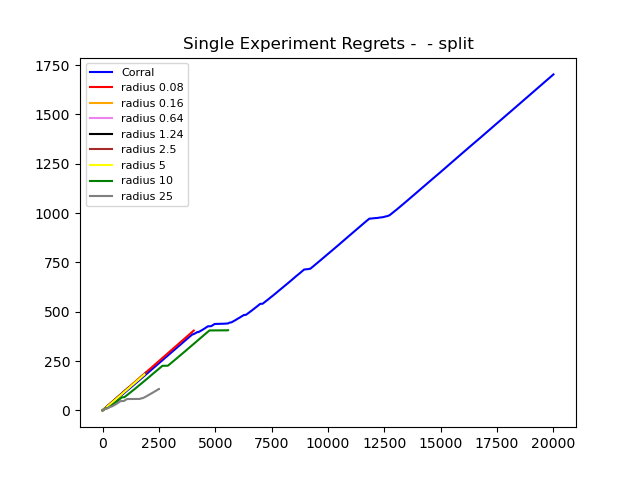 Single Experiment Regrets -  - split
1750
1500
1250
1000
750
500
250
0
Corral
radius 0.08
radius 0.16
radius 0.64
radius 1.24
radius 2.5
radius 5
radius 10
radius 25
0 2500 5000 7500 10000 12500 15000 17500 20000